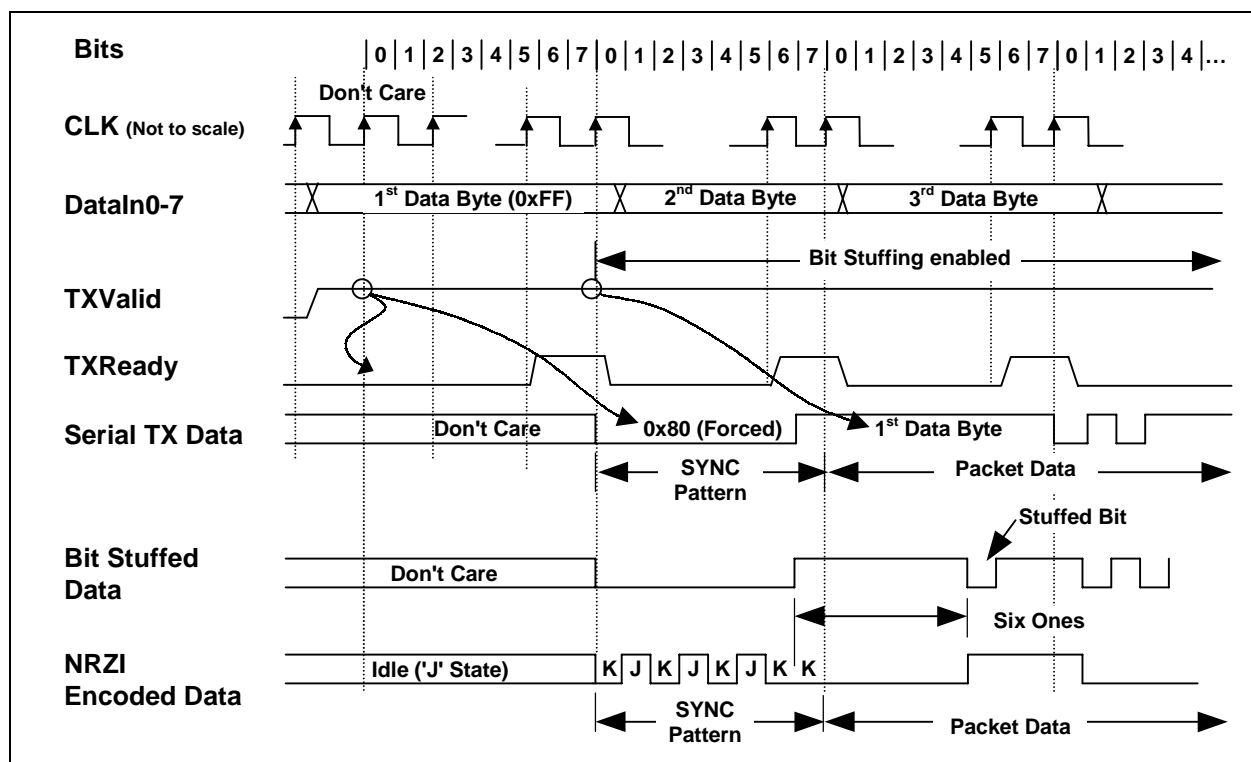 Bits
0 1 2 3 4 5 6 7 0 1 2 3 4 5 6 7 0 1 2 3 4 5 6 7 0 1 2 3 4 ...
Don't Care
CLK (Not to scale)
DataIn0-7
1st Data Byte (0xFF)
2nd Data Byte
3rd Data Byte
Bit Stuffing enabled
TXValid
TXReady
Serial TX Data
Don't Care
0x80 (Forced)
1st Data Byte
SYNC
Pattern
Packet Data
Stuffed Bit
Bit Stuffed
Data
Don't Care
Six Ones
NRZI
Encoded Data
Idle ('J' State)
K J K J K J K K
SYNC
Pattern
Packet Data